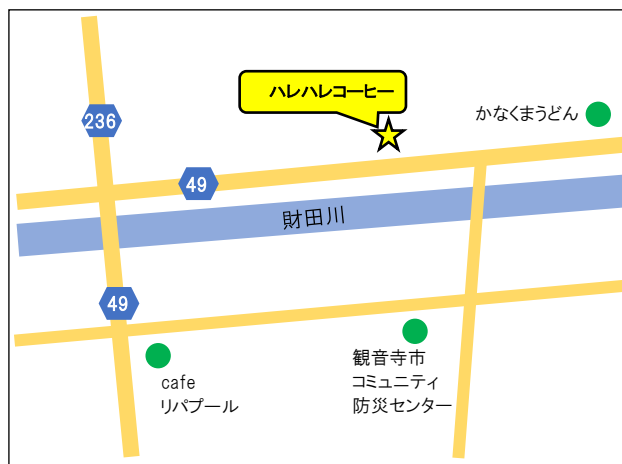 ハレハレコーヒー
かなくまうどん
236
49
財田川
49
cafe
リパプール
観音寺市
コミュニティ
防災センター